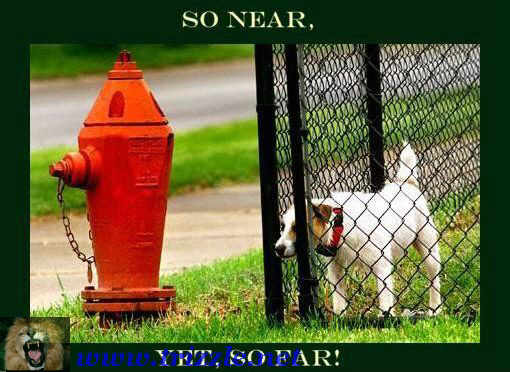 SO NEAR,
YET, SO FAR!